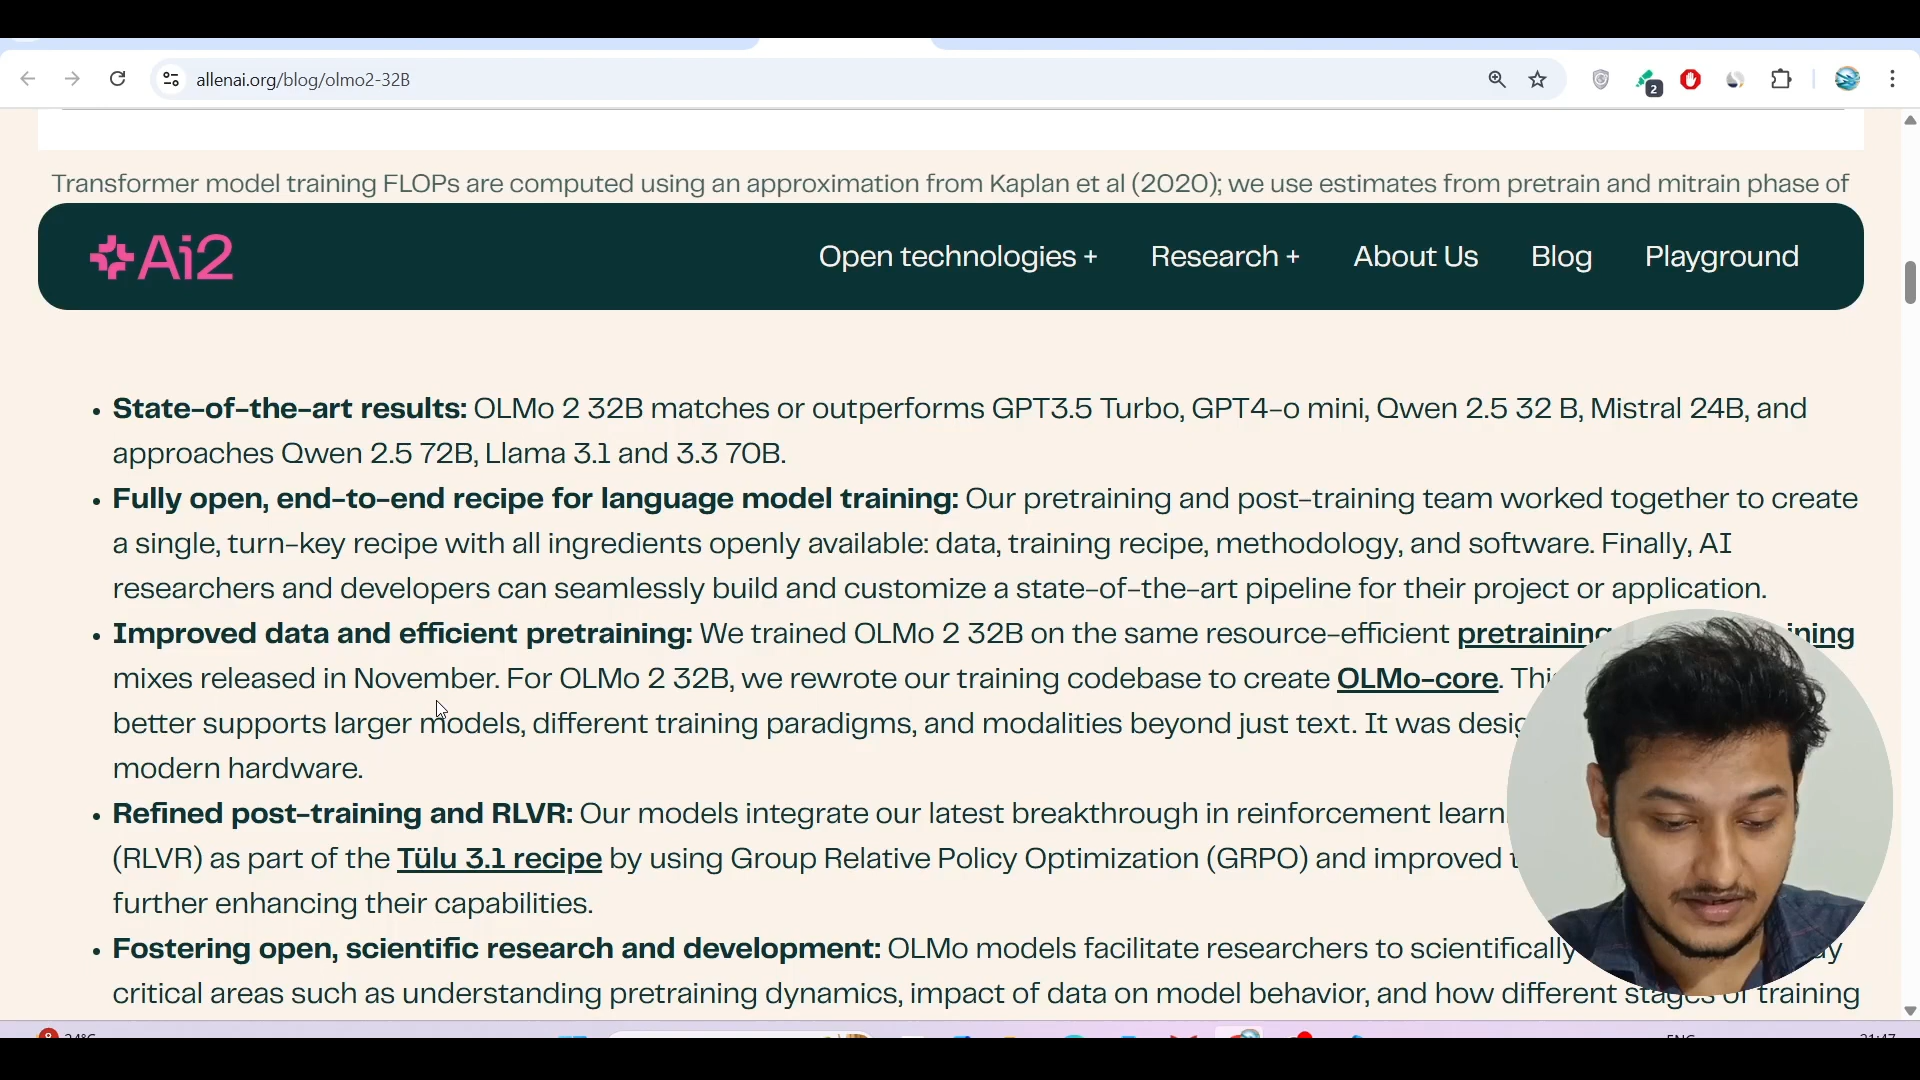 allenai.org/blog/olmo2-32B
2
Transformer model training FLOPs are computed using an approximation from Kaplan et al (2020); we use estimates from pretrain and mitrain phase of
Ai2
Open technologies + Research + About Us Blog Playground
• State-of-the-art results: OLMo 2 32B matches or outperforms GPT3.5 Turbo, GPT4-o mini, Qwen 2.5 32 B, Mistral 24B, and
approaches Qwen 2.5 72B, Llama 3.1 and 3.3 70B.
• Fully open, end-to-end recipe for language model training: Our pretraining and post-training team worked together to create
a single, turn-key recipe with all ingredients openly available: data, training recipe, methodology, and software. Finally, AI
researchers and developers can seamlessly build and customize a state-of-the-art pipeline for their project or application.
• Improved data and efficient pretraining: We trained OLMo 2 32B on the same resource-efficient pretraining
mixes released in November. For OLMo 2 32B, we rewrote our training codebase to create OLMo-core.
better supports larger models, different training paradigms, and modalities beyond just text. It was
modern hardware.
• Refined post-training and RLVR: Our models integrate our latest breakthrough in reinforcement
(RLVR) as part of the Tülu 3.1 recipe by using Group Relative Policy Optimization (GRPO) and improved
further enhancing their capabilities.
• Fostering open, scientific research and development: OLMo models facilitate researchers to scientifically
critical areas such as understanding pretraining dynamics, impact of data on model behavior, and how different stages of training